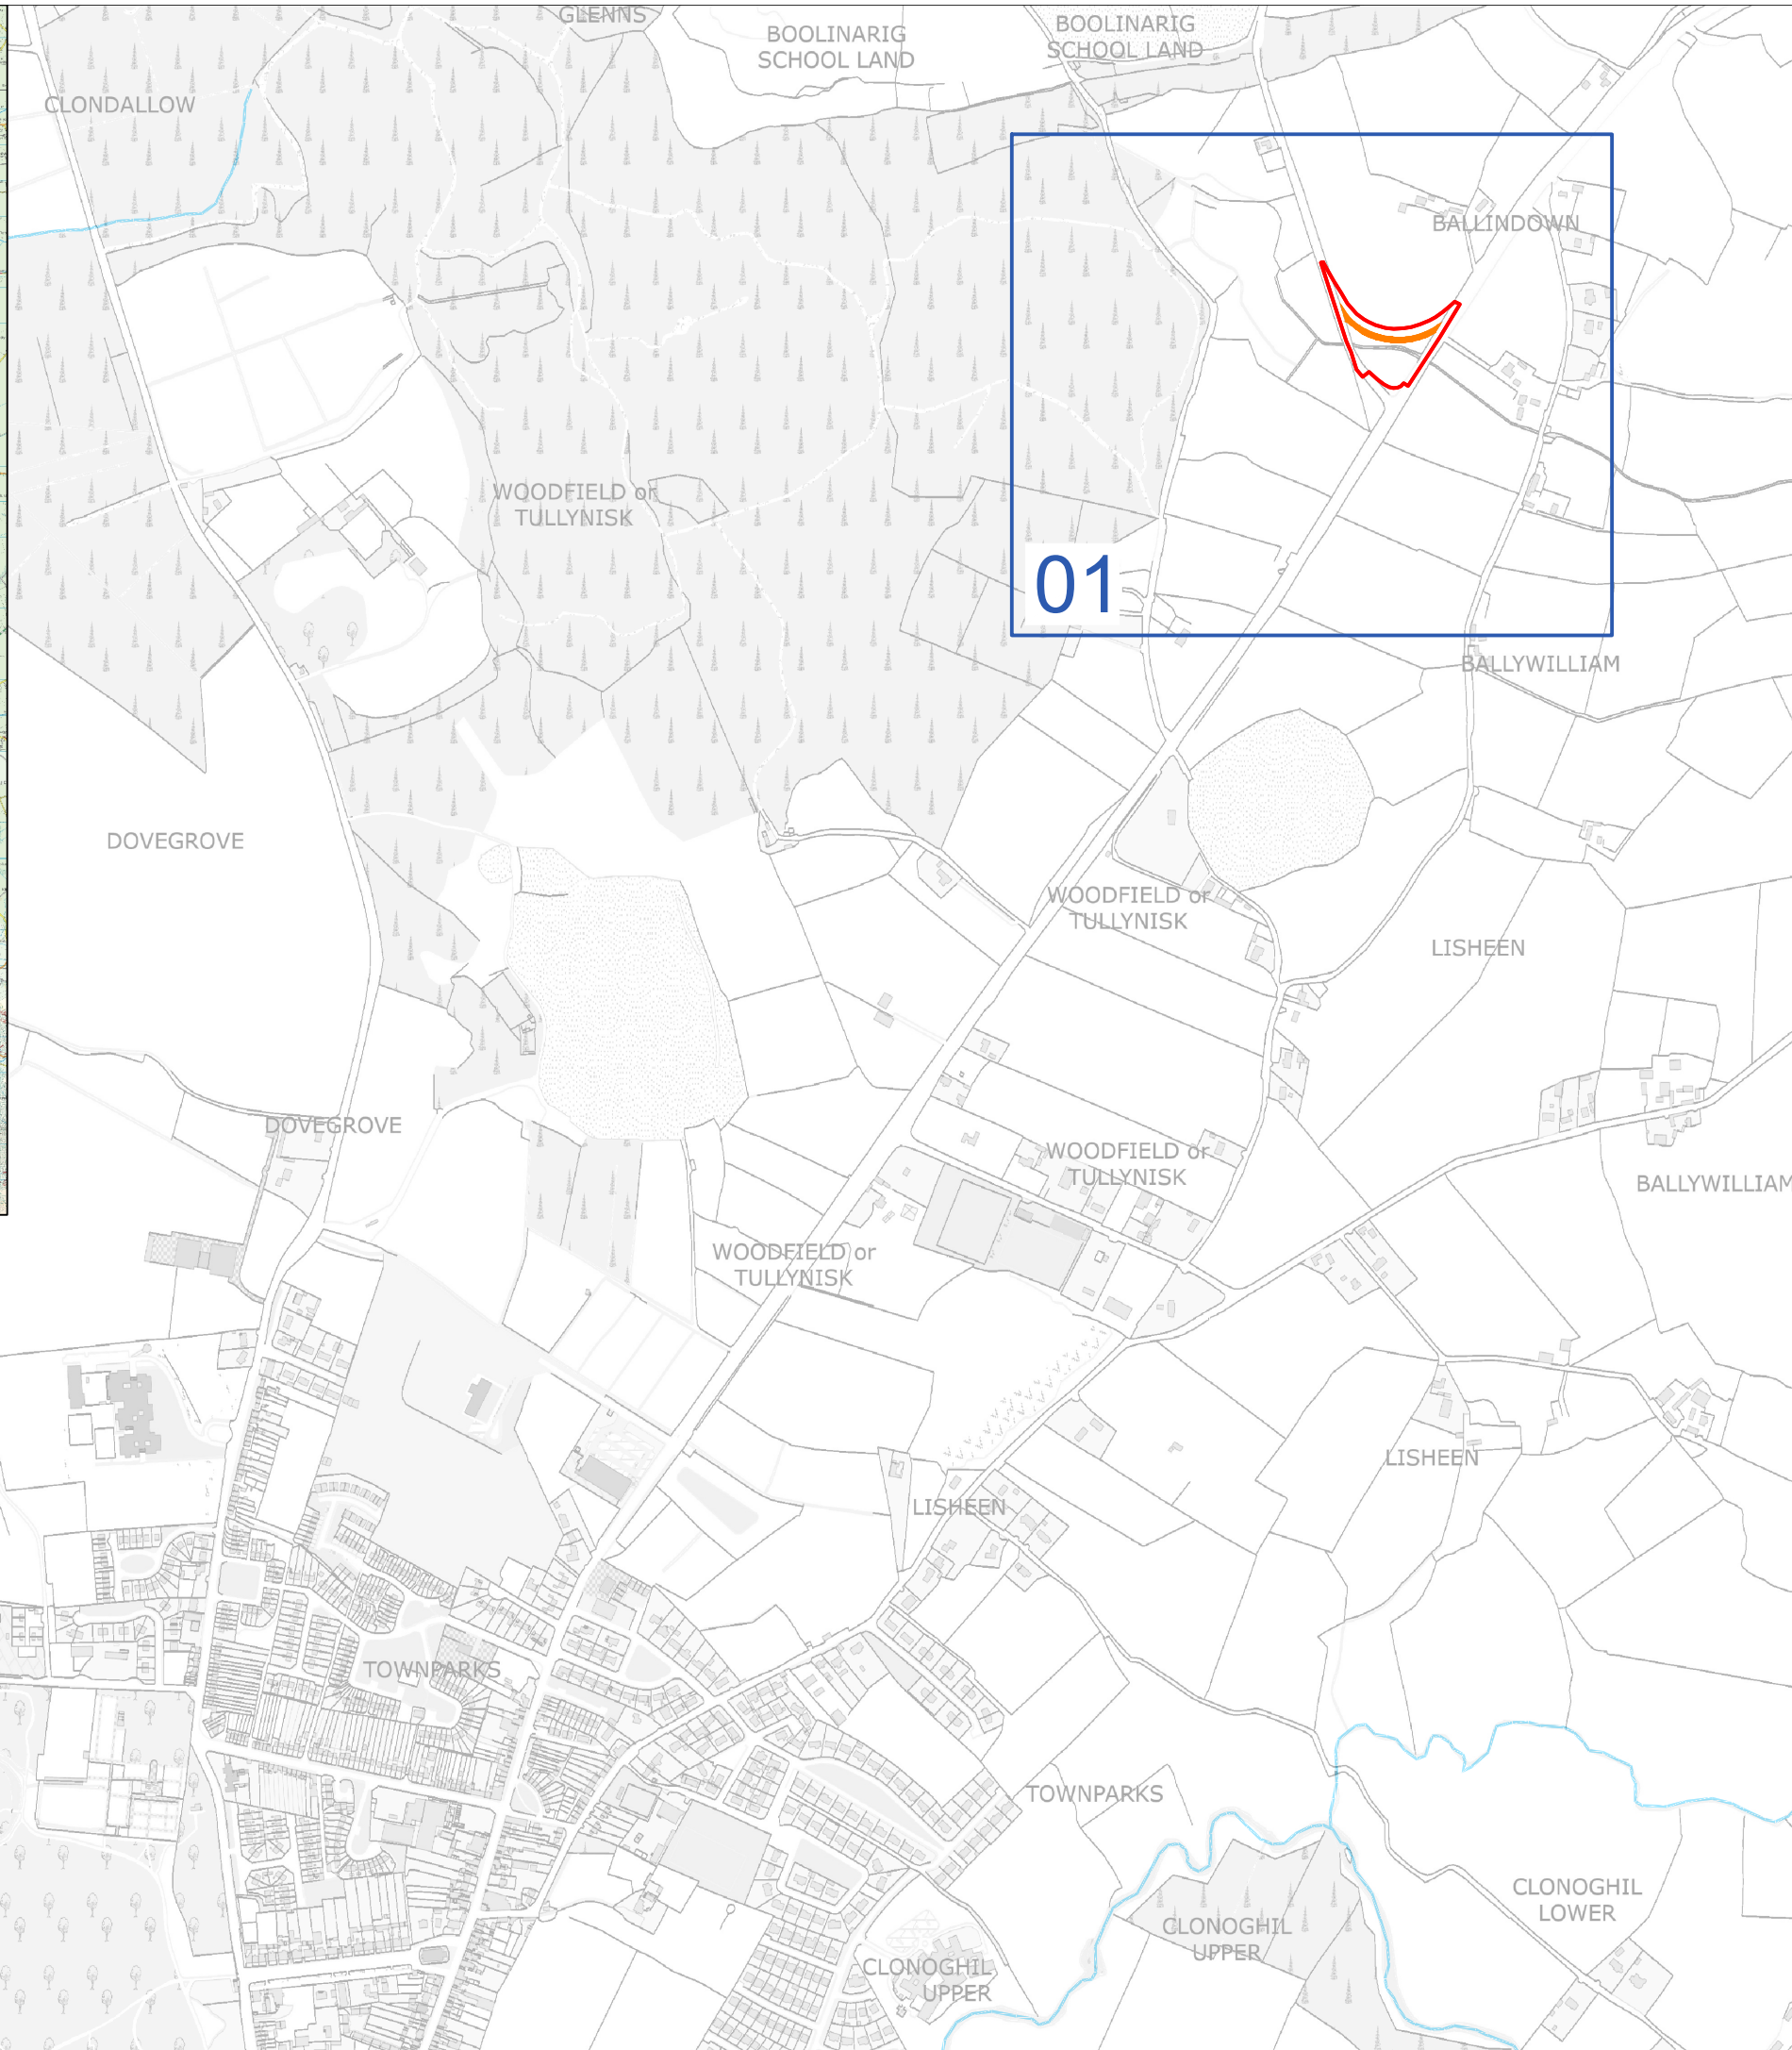 GLENNS
BOOLINARIG
SCHOOL LAND
BOOLINARIG
SCHOOL LAND
CLONDALLOW
BALLINDOWN
WOODFIELD or
TULLYNISK
01
BALLYWILLIAM
DOVEGROVE
WOODFIELD or
TULLYNISK
LISHEEN
DOVEGROVE
WOODFIELD or
TULLYNISK
BALLYWILLIAM
WOODFIELD or
TULLYNISK
LISHEEN
LISHEEN
TOWNPARKS
TOWNPARKS
CLONOGHIL
LOWER
CLONOGHIL
UPPER
CLONOGHIL
UPPER